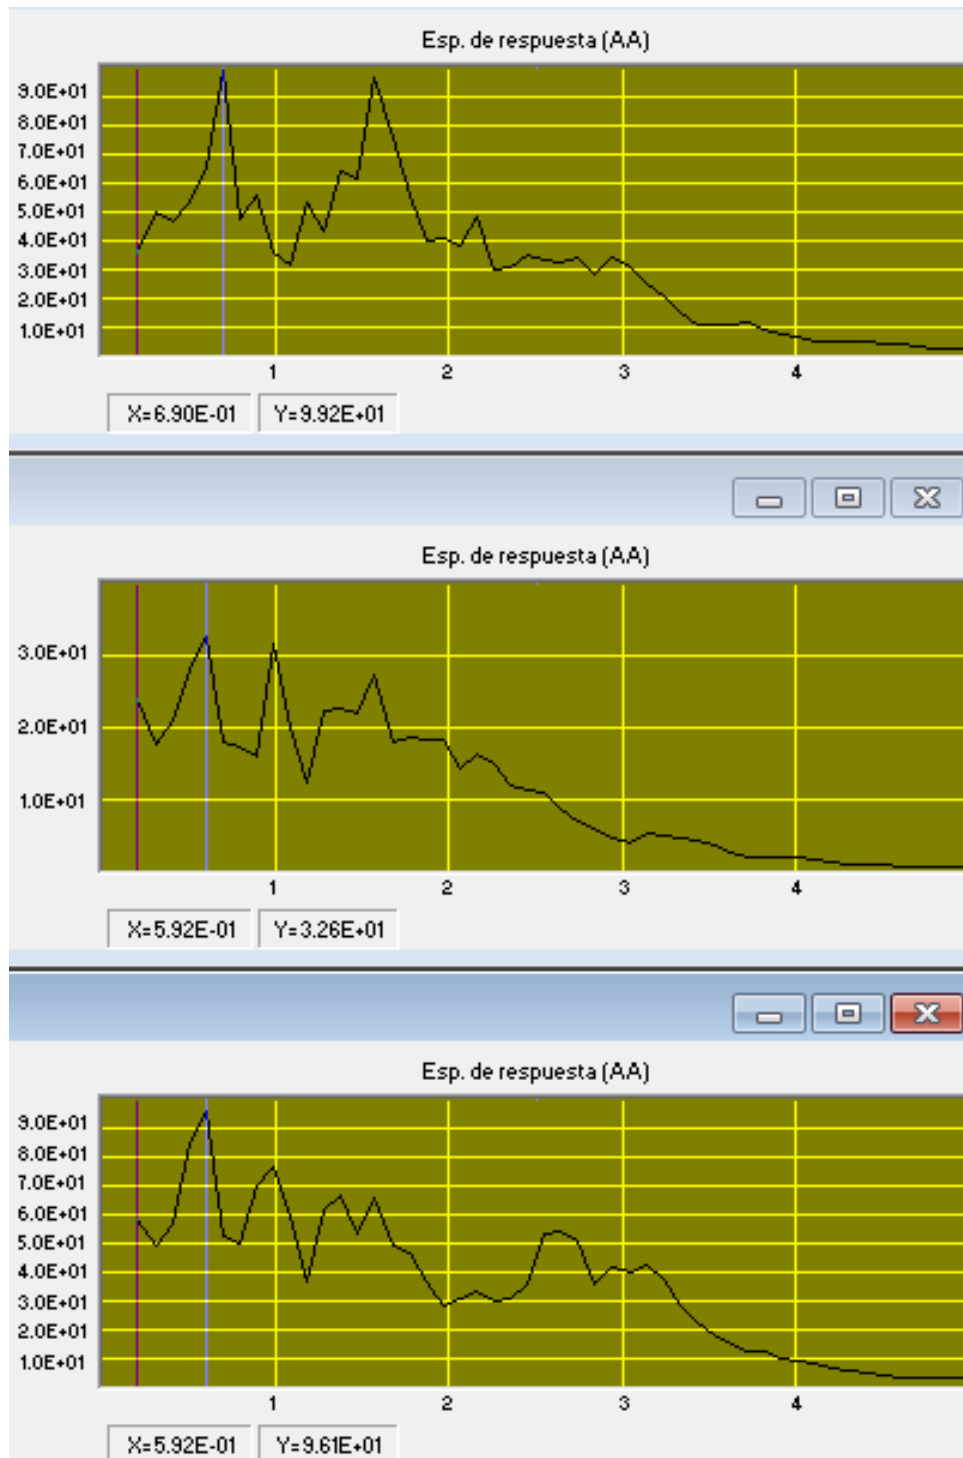 Esp. de respuesta (AA)
9.0E+01
8.0E+01
7.0E+01
6.0E+01
5.0E+01
4.0E+01
3.0E+01
2.0E+01
1.0E+01
1 2 3 4
X=6.90E-01 Y=9.92E+01
Esp. de respuesta (AA)
3.0E+01
2.0E+01
1.0E+01
1 2 3 4
X=5.92E-01 Y=3.26E+01
Esp. de respuesta (AA)
9.0E+01
8.0E+01
7.0E+01
6.0E+01
5.0E+01
4.0E+01
3.0E+01
2.0E+01
1.0E+01
1 2 3 4
X=5.92E-01 Y=9.61E+01